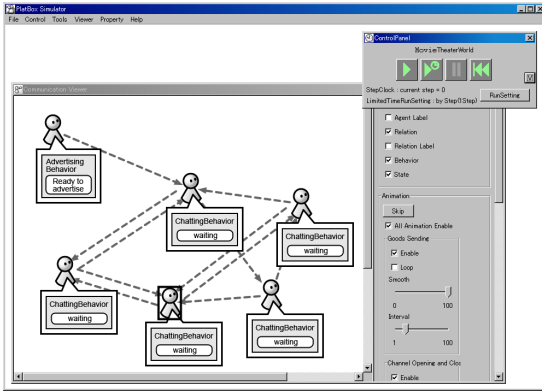 PlatBox Simulator
File Control Tools Viewer Property Help
ControlPanel
MovieTheaterWorld
StepClock : current step = 0
LimitedTimeRunSetting : by Step(1Step)
RunSetting
Communication Viewer
Agent Label
Relation
Relation Label
Behavior
State
Animation
Skip
All Animation Enable
Goods Sending
Enable
Loop
Smooth
0 100
Interval
1 100
Channel Opening and Clos
Enable
Advertising
Behavior
Ready to
advertise
ChattingBehavior
waiting
ChattingBehavior
waiting
ChattingBehavior
waiting
ChattingBehavior
waiting
ChattingBehavior
waiting